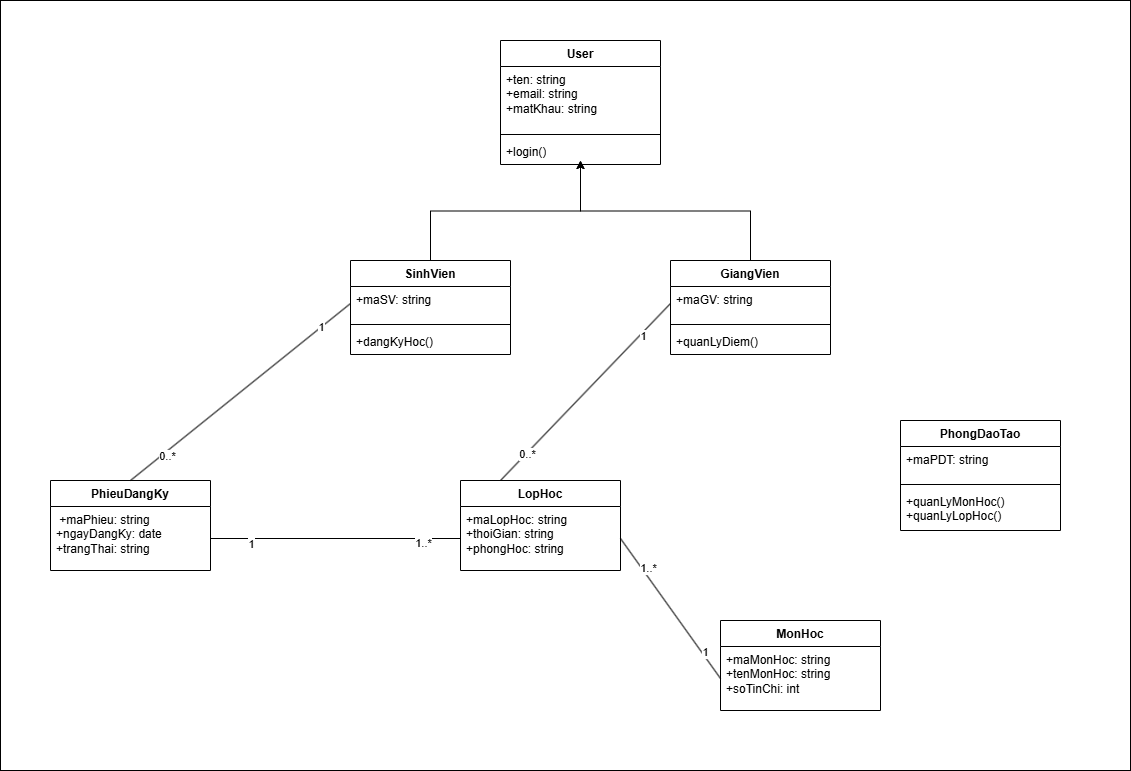 User
+ten: string
+email: string
+matKhau: string
+login()
SinhVien
+maSV: string
+dangKyHoc()
GiangVien
+maGV: string
+quanLyDiem()
1
1
0..*
0..*
PhongDaoTao
+maPDT: string
+quanLyMonHoc()
+quanLyLopHoc()
PhieuDangKy
+maPhieu: string
+ngayDangKy: date
+trangThai: string
LopHoc
+maLopHoc: string
+thoiGian: string
+phongHoc: string
1
1..*
1..*
1
MonHoc
+maMonHoc: string
+tenMonHoc: string
+soTinChi: int